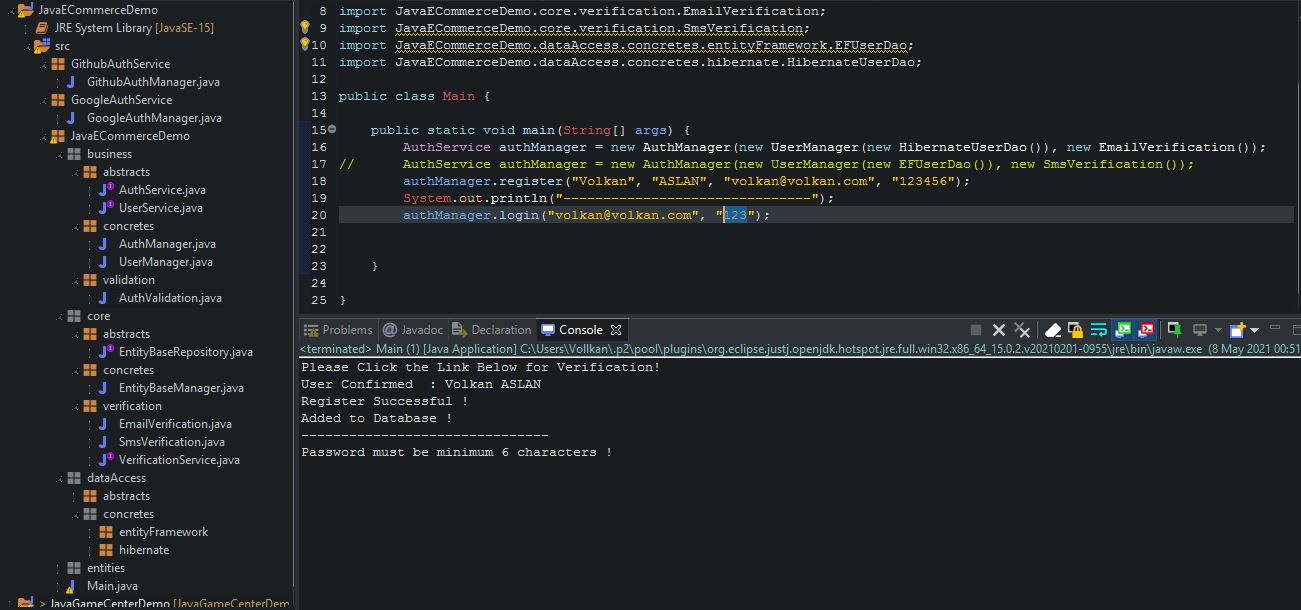 JavaECommerceDemo
JRE System Library [JavaSE-15]
src
GithubAuthService
GithubAuthManager.java
GoogleAuthService
GoogleAuthManager.java
JavaECommerceDemo
business
abstracts
AuthService.java
UserService.java
concretes
AuthManager.java
UserManager.java
validation
AuthValidation.java
core
abstracts
EntityBaseRepository.java
concretes
EntityBaseManager.java
verification
EmailVerification.java
SmsVerification.java
VerificationService.java
dataAccess
abstracts
concretes
entityFramework
hibernate
entities
Main.java
> JavaGameCenterDemo [JavaGameCenterDem
8 import JavaECommerceDemo.core.verification.EmailVerification;
9 import JavaECommerceDemo.core.verification.SmsVerification;
10 import JavaECommerceDemo.dataAccess.concretes.entityFramework.EFUserDao;
11 import JavaECommerceDemo.dataAccess.concretes.hibernate.HibernateUserDao;
12
13 public class Main {
14
15 public static void main(String[] args) {
16 AuthService authManager = new AuthManager(new UserManager(new HibernateUserDao()), new EmailVerification());
17 // AuthService authManager = new AuthManager(new UserManager(new EFUserDao()), new SmsVerification());
18 authManager.register("Volkan", "ASLAN", "volkan@volkan.com", "123456");
19 System.out.println("-------------------------------");
20 authManager.login("volkan@volkan.com", "123");
21
22
23 }
24
25 }
Problems @ Javadoc Declaration Console
<terminated> Main (1) [Java Application] C:\Users\Vollkan\.p2\pool\plugins\org.eclipse.justj.openjdk.hotspot.jre.full.win32.x86_64_15.0.2.v20210201-0955\jre\bin\javaw.exe (8 May 2021 00:51
Please Click the Link Below for Verification!
User Confirmed : Volkan ASLAN
Register Successful !
Added to Database !
-------------------------------
Password must be minimum 6 characters !